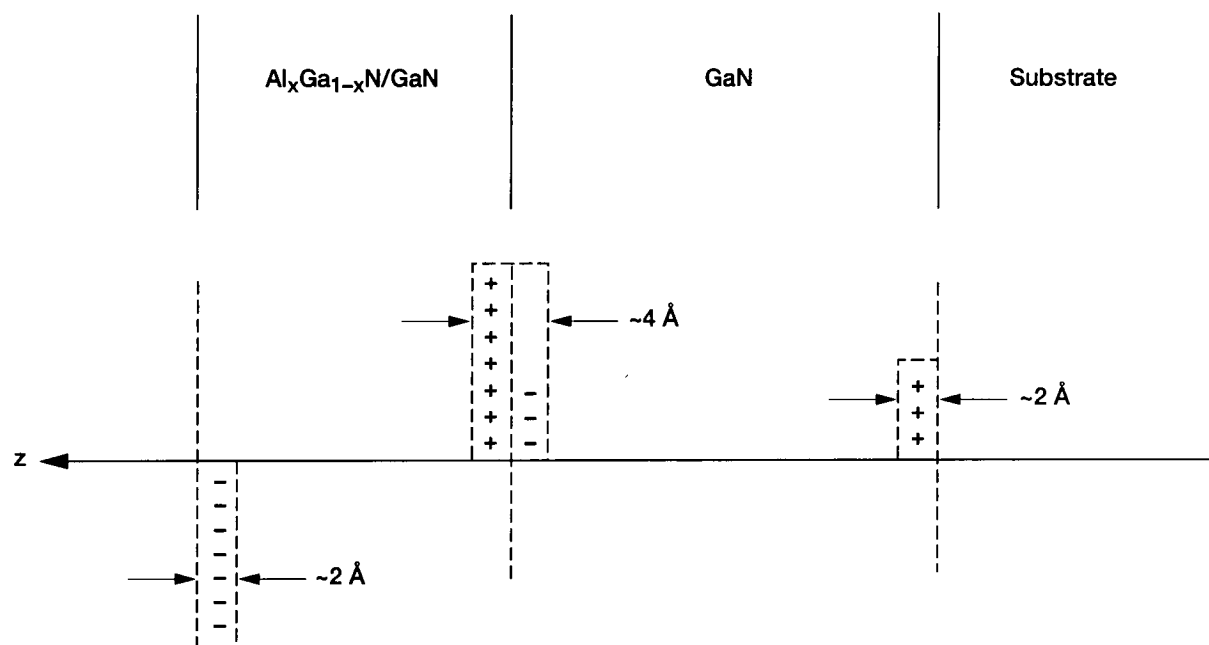 AlxGa1–xN/GaN
GaN
Substrate
+
+
+
+
+
+
+
–
–
–
~4 Å
+
+
+
~2 Å
z
–
–
–
–
–
–
–
~2 Å